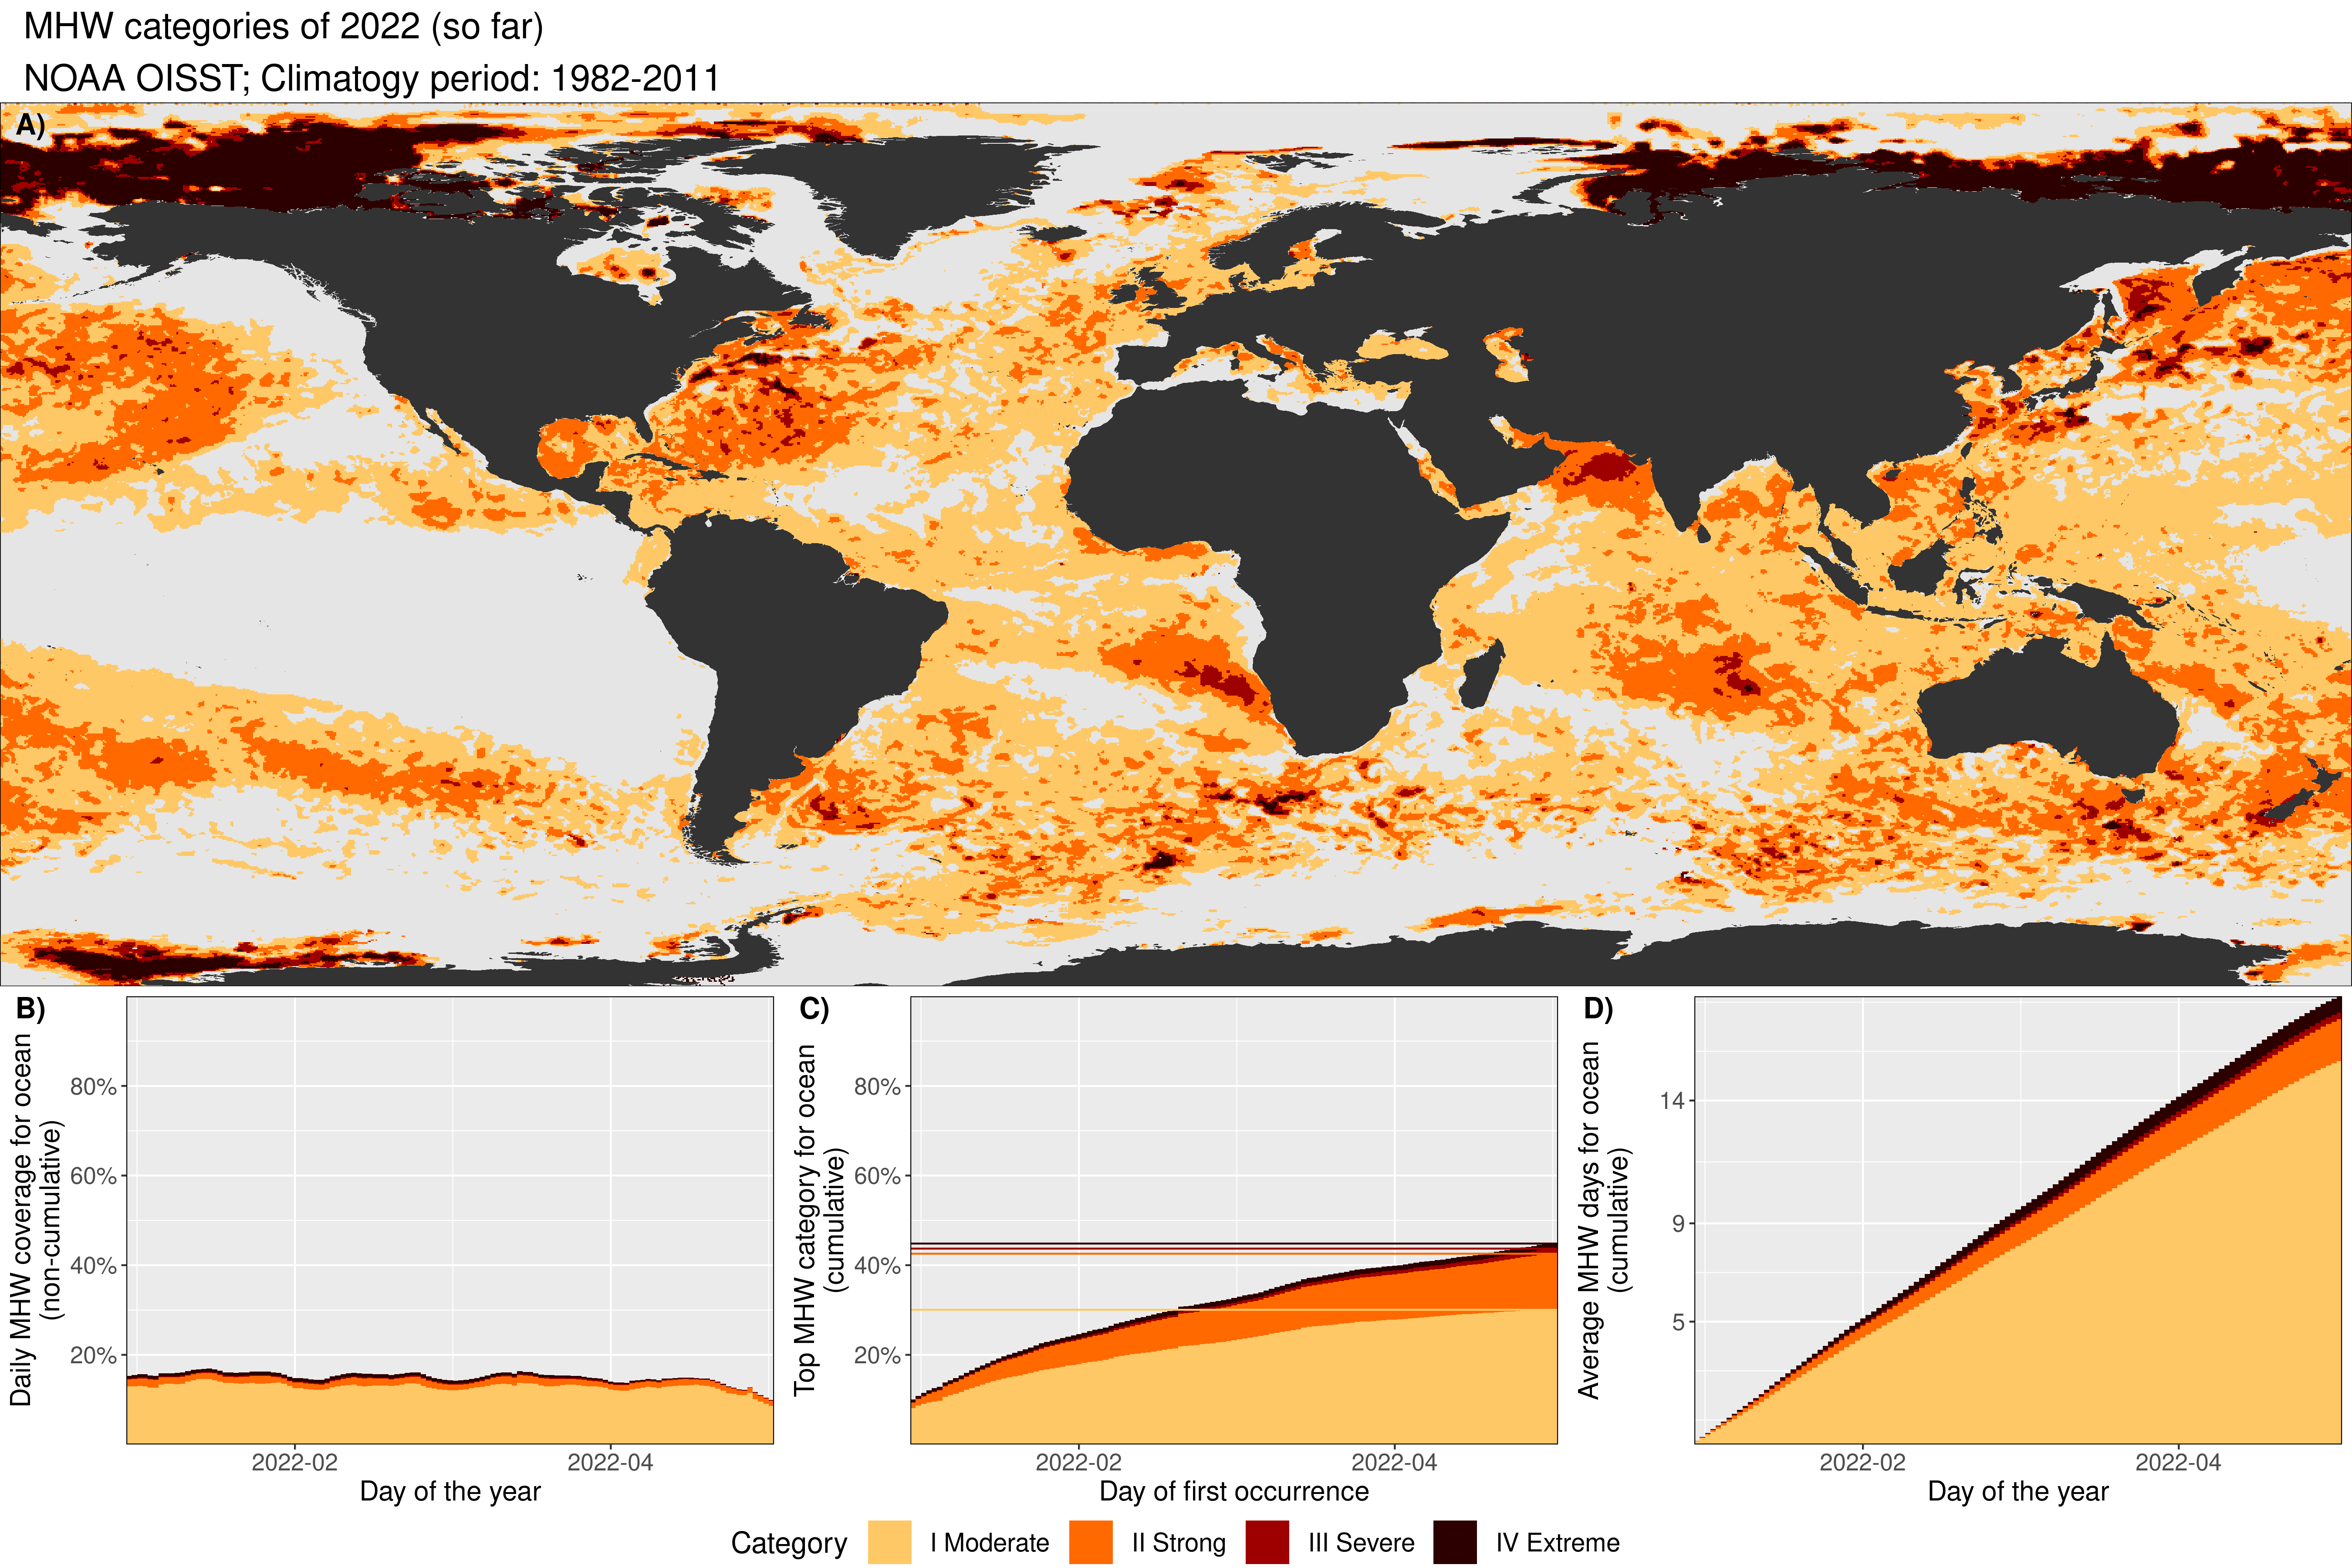 MHW categories of 2022 (so far)
NOAA OISST; Climatogy period: 1982-2011
A)
B)
Daily MHW coverage for ocean
(non-cumulative)
80%
60%
40%
20%
2022-02
2022-04
Day of the year
C)
Top MHW category for ocean
(cumulative)
80%
60%
40%
20%
2022-02
2022-04
Day of first occurrence
D)
Average MHW days for ocean
(cumulative)
14
9
5
2022-02
2022-04
Day of the year
Category I Moderate II Strong III Severe IV Extreme